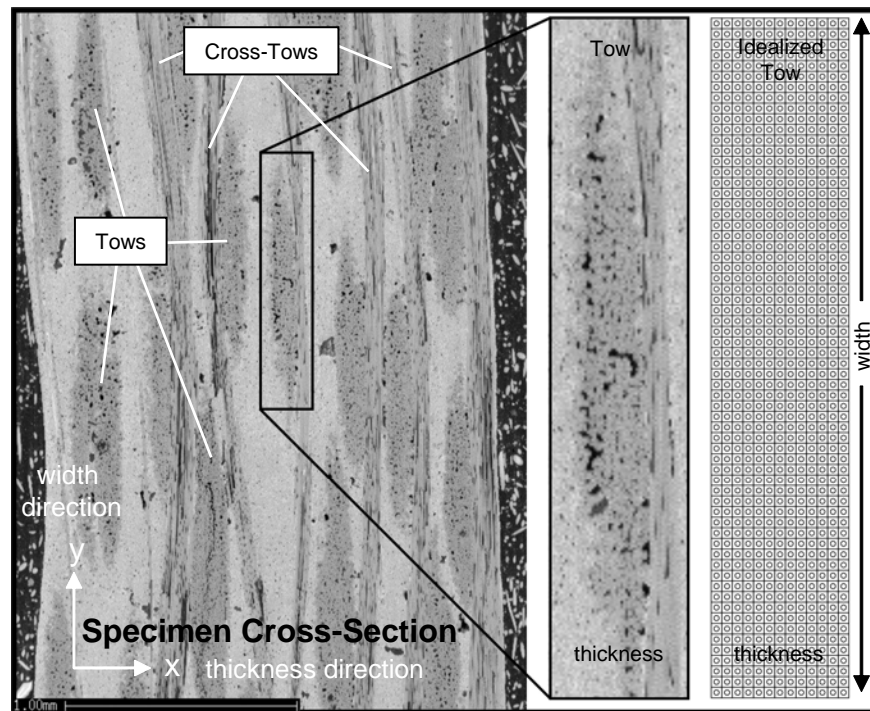 Cross-Tows
Tows
Tow
Idealized
Tow
width
width
direction
y
Specimen Cross-Section
x
thickness direction
thickness
thickness
1.00mm